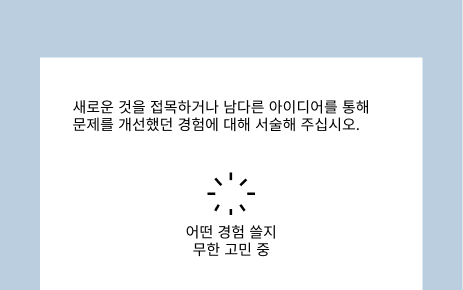 새로운 것을 접목하거나 남다른 아이디어를 통해
문제를 개선했던 경험에 대해 서술해 주십시오.
어떤 경험 쓸지
무한 고민 중